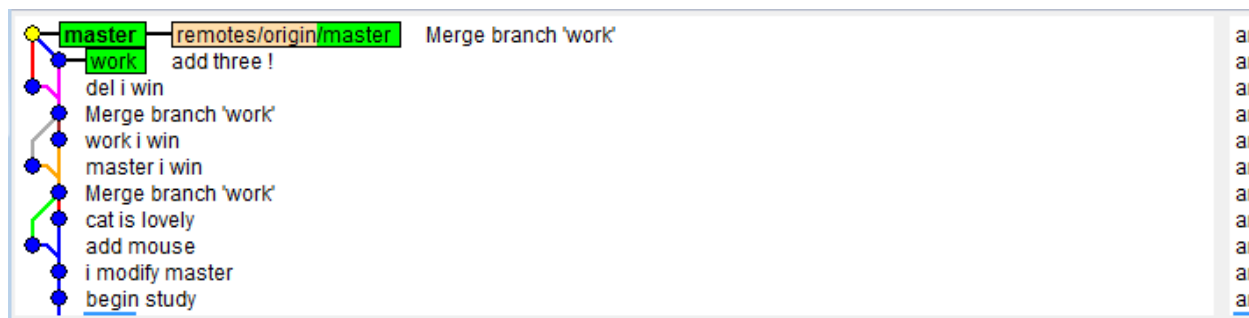 master remotes/origin/master Merge branch 'work'
work add three !
del i win
Merge branch 'work'
work i win
master i win
Merge branch 'work'
cat is lovely
add mouse
i modify master
begin study